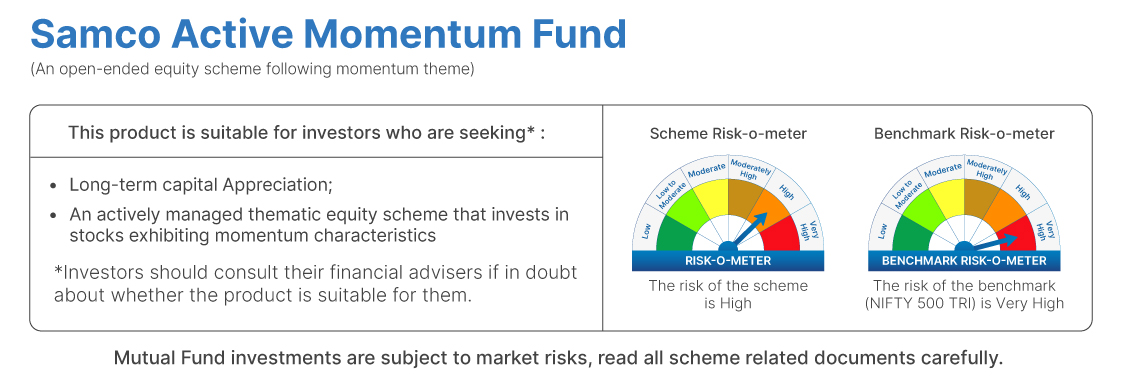 Samco Active Momentum Fund
(An open-ended equity scheme following momentum theme)
This product is suitable for investors who are seeking* :
• Long-term capital Appreciation;
• An actively managed thematic equity scheme that invests in
stocks exhibiting momentum characteristics
*Investors should consult their financial advisers if in doubt
about whether the product is suitable for them.
Scheme Risk-o-meter
Low
Low to
Moderate
Moderate
Moderately
High
High
Very
High
RISK-O-METER
The risk of the scheme
is High
Benchmark Risk-o-meter
Low
Low to
Moderate
Moderate
Moderately
High
High
Very
High
BENCHMARK RISK-O-METER
The risk of the benchmark
(NIFTY 500 TRI) is Very High
Mutual Fund investments are subject to market risks, read all scheme related documents carefully.